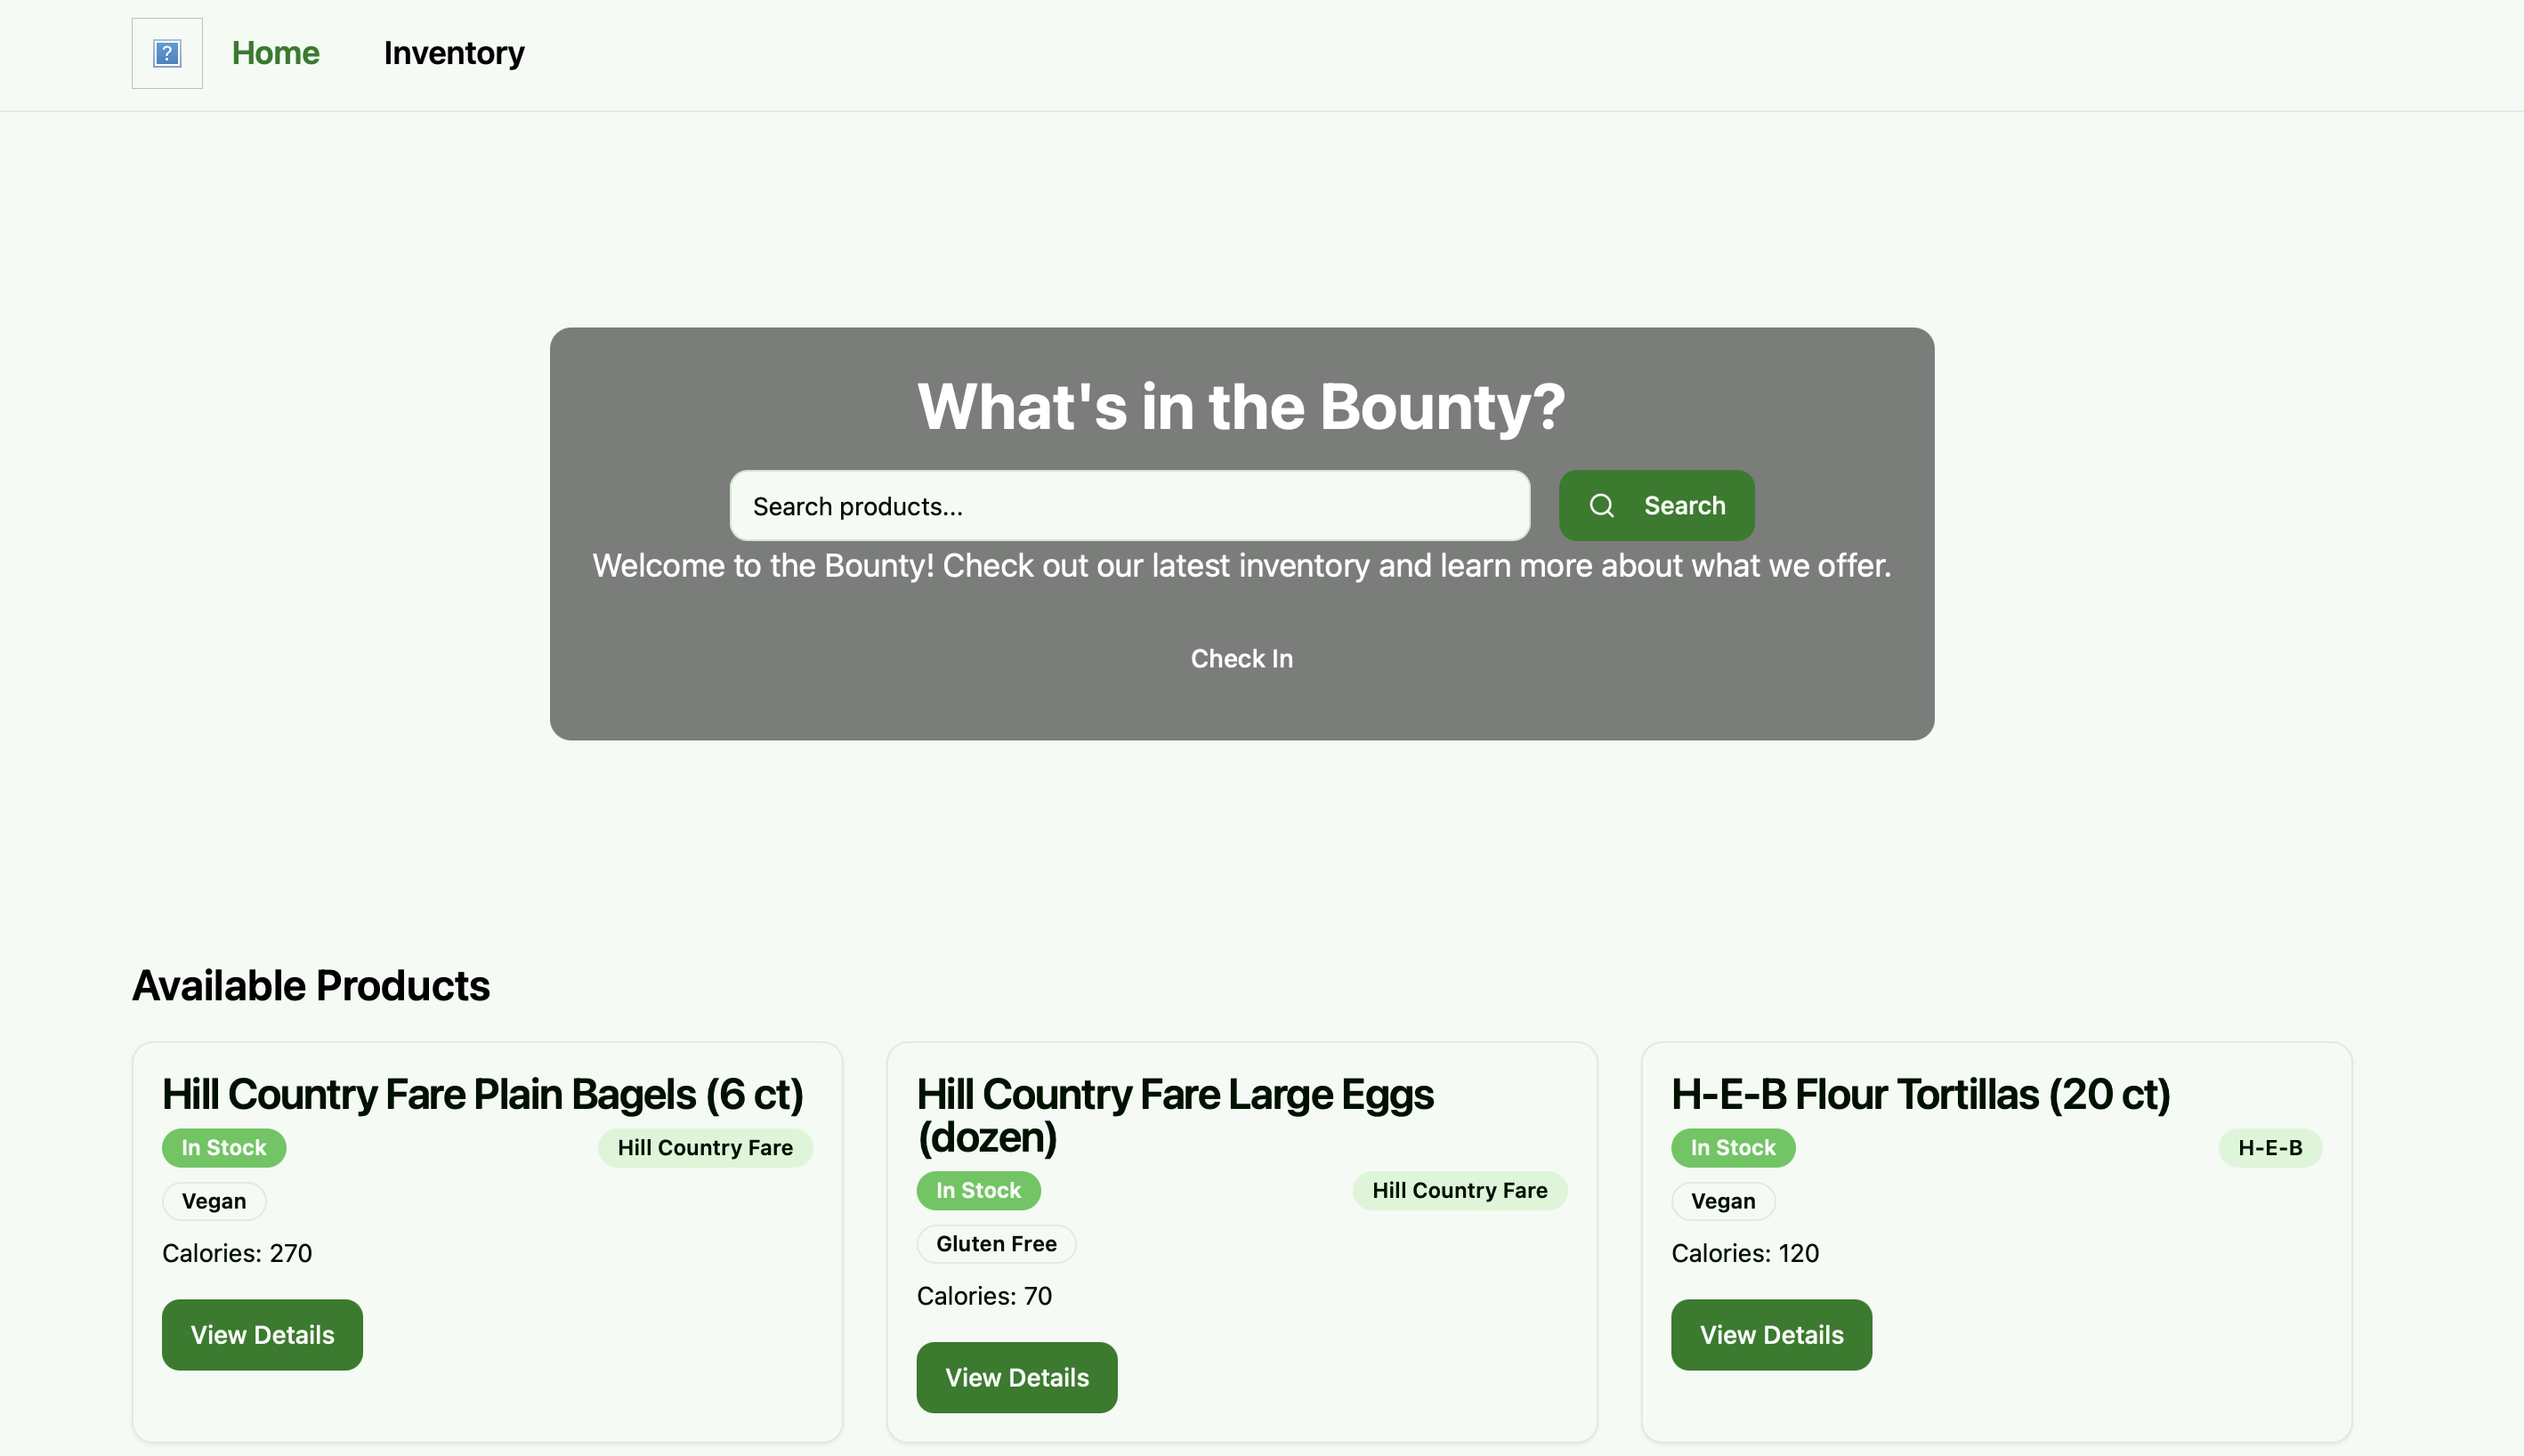 Home Inventory
What's in the Bounty?
Search products...
Search
Welcome to the Bounty! Check out our latest inventory and learn more about what we offer.
Check In
Available Products
Hill Country Fare Plain Bagels (6 ct)
In Stock
Hill Country Fare
Vegan
Calories: 270
View Details
Hill Country Fare Large Eggs
(dozen)
In Stock
Hill Country Fare
Gluten Free
Calories: 70
View Details
H-E-B Flour Tortillas (20 ct)
In Stock
H-E-B
Vegan
Calories: 120
View Details